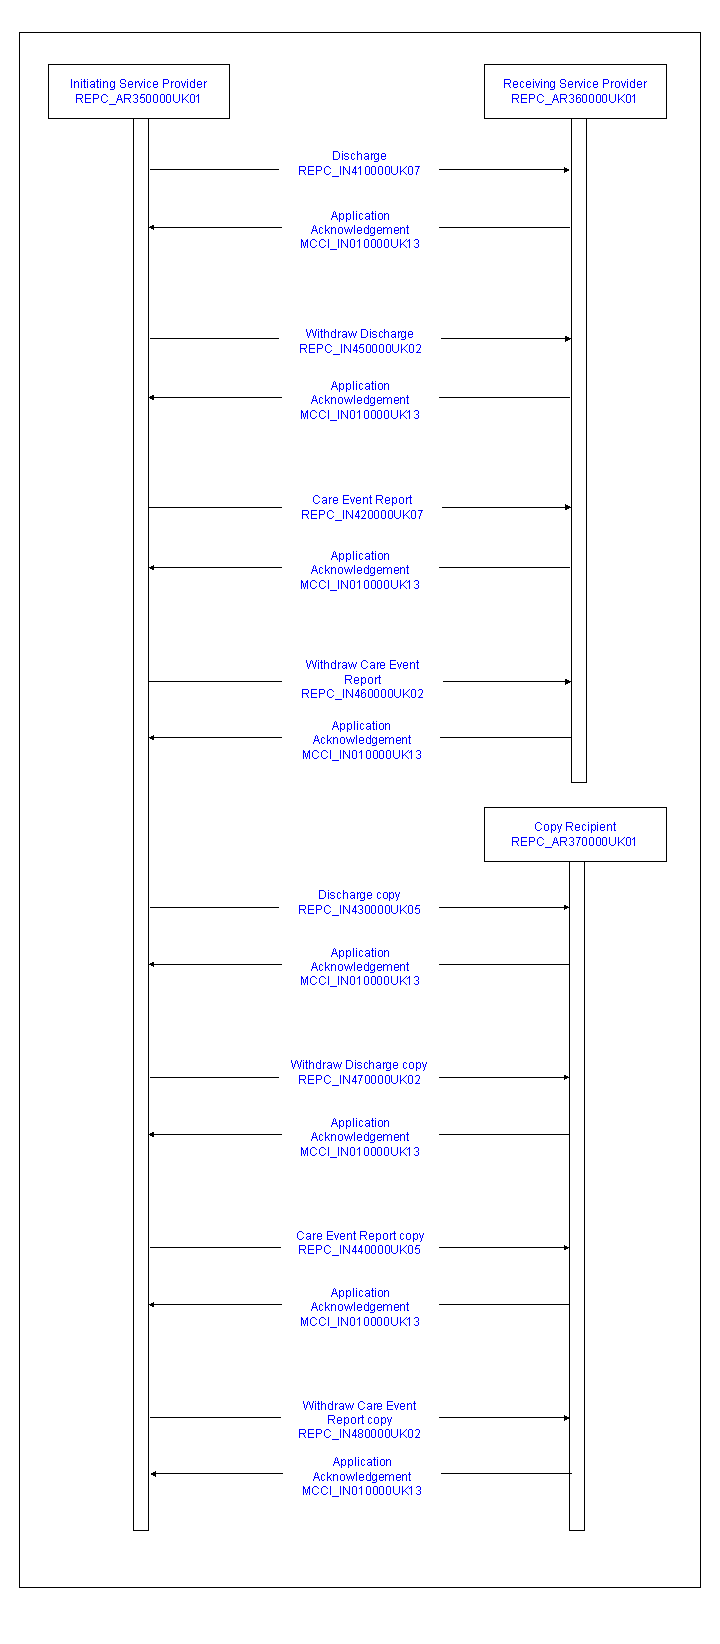 Initiating Service Provider
REPC_AR350000UK01
Receiving Service Provider
REPC_AR360000UK01
Discharge
REPC_IN410000UK07
Application
Acknowledgement
MCCI_IN010000UK13
Withdraw Discharge
REPC_IN450000UK02
Application
Acknowledgement
MCCI_IN010000UK13
Care Event Report
REPC_IN420000UK07
Application
Acknowledgement
MCCI_IN010000UK13
Withdraw Care Event
Report
REPC_IN460000UK02
Application
Acknowledgement
MCCI_IN010000UK13
Copy Recipient
REPC_AR370000UK01
Discharge copy
REPC_IN430000UK05
Application
Acknowledgement
MCCI_IN010000UK13
Withdraw Discharge copy
REPC_IN470000UK02
Application
Acknowledgement
MCCI_IN010000UK13
Care Event Report copy
REPC_IN440000UK05
Application
Acknowledgement
MCCI_IN010000UK13
Withdraw Care Event
Report copy
REPC_IN480000UK02
Application
Acknowledgement
MCCI_IN010000UK13